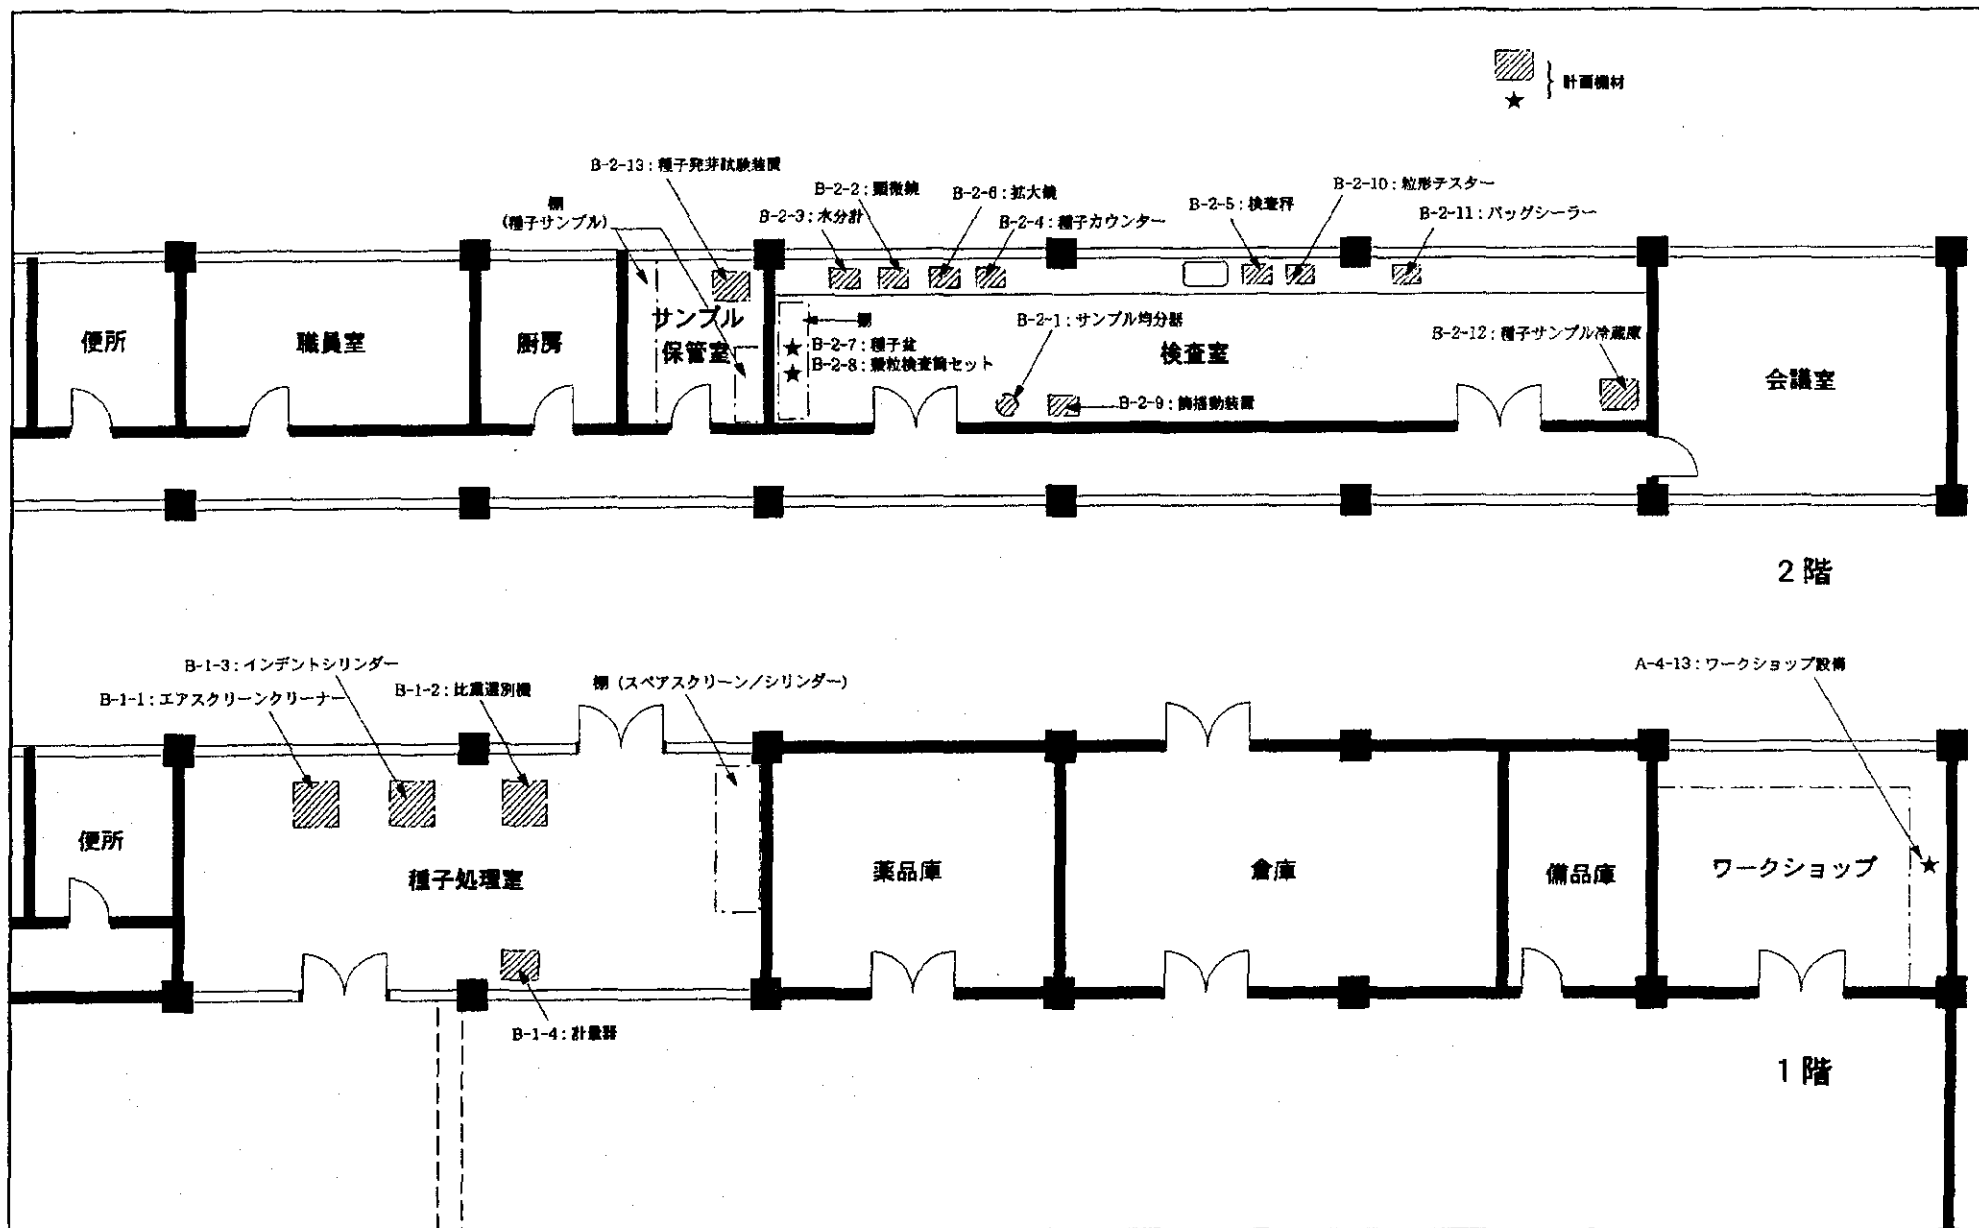 計画機材
B-2-13：種子発芽試験装置
B-2-2：顕微鏡
B-2-6：拡大鏡
B-2-10：粒形テスター
棚
(種子サンプル)
B-2-3：水分計
B-2-4：種子カウンター
B-2-5：検査秤
B-2-11：バッグシーラー
便所
職員室
厨房
サンプル
保管室
棚
B-2-7：種子盆
B-2-8：穀粒検査篩セット
B-2-1：サンプル均分器
検査室
B-2-12：種子サンプル冷蔵庫
B-2-9：篩揺動装置
会議室
2階
B-1-3：インデントシリンダー
B-1-1：エアスクリーンクリーナー
B-1-2：比重選別機
棚（スペアスクリーン／シリンダー）
A-4-13：ワークショップ設備
便所
種子処理室
薬品庫
倉庫
備品庫
ワークショップ
B-1-4：計量器
1階